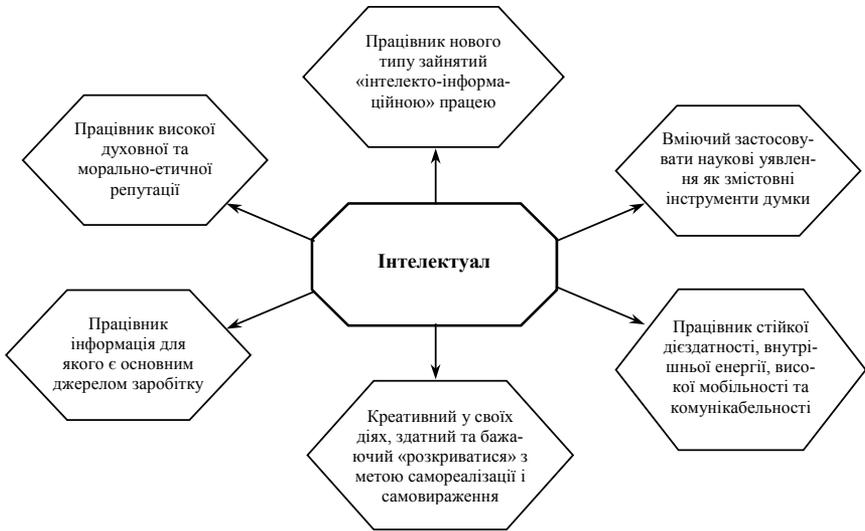 Працівник нового
типу зайнятий
«інтелекто-інформа-
ційною» працею
Працівник високої
духовної та
морально-етичної
репутації
Вміючий застосову-
вати наукові уявлен-
ня як змістовні
інструменти думки
Інтелектуал
Працівник
інформація для
якого є основним
джерелом заробітку
Працівник стійкої
дієздатності, внутрі-
шньої енергії, висо-
кої мобільності та
комунікабельності
Креативний у своїх
діях, здатний та бажа-
ючий «розкриватися» з
метою самореалізації і
самовираження